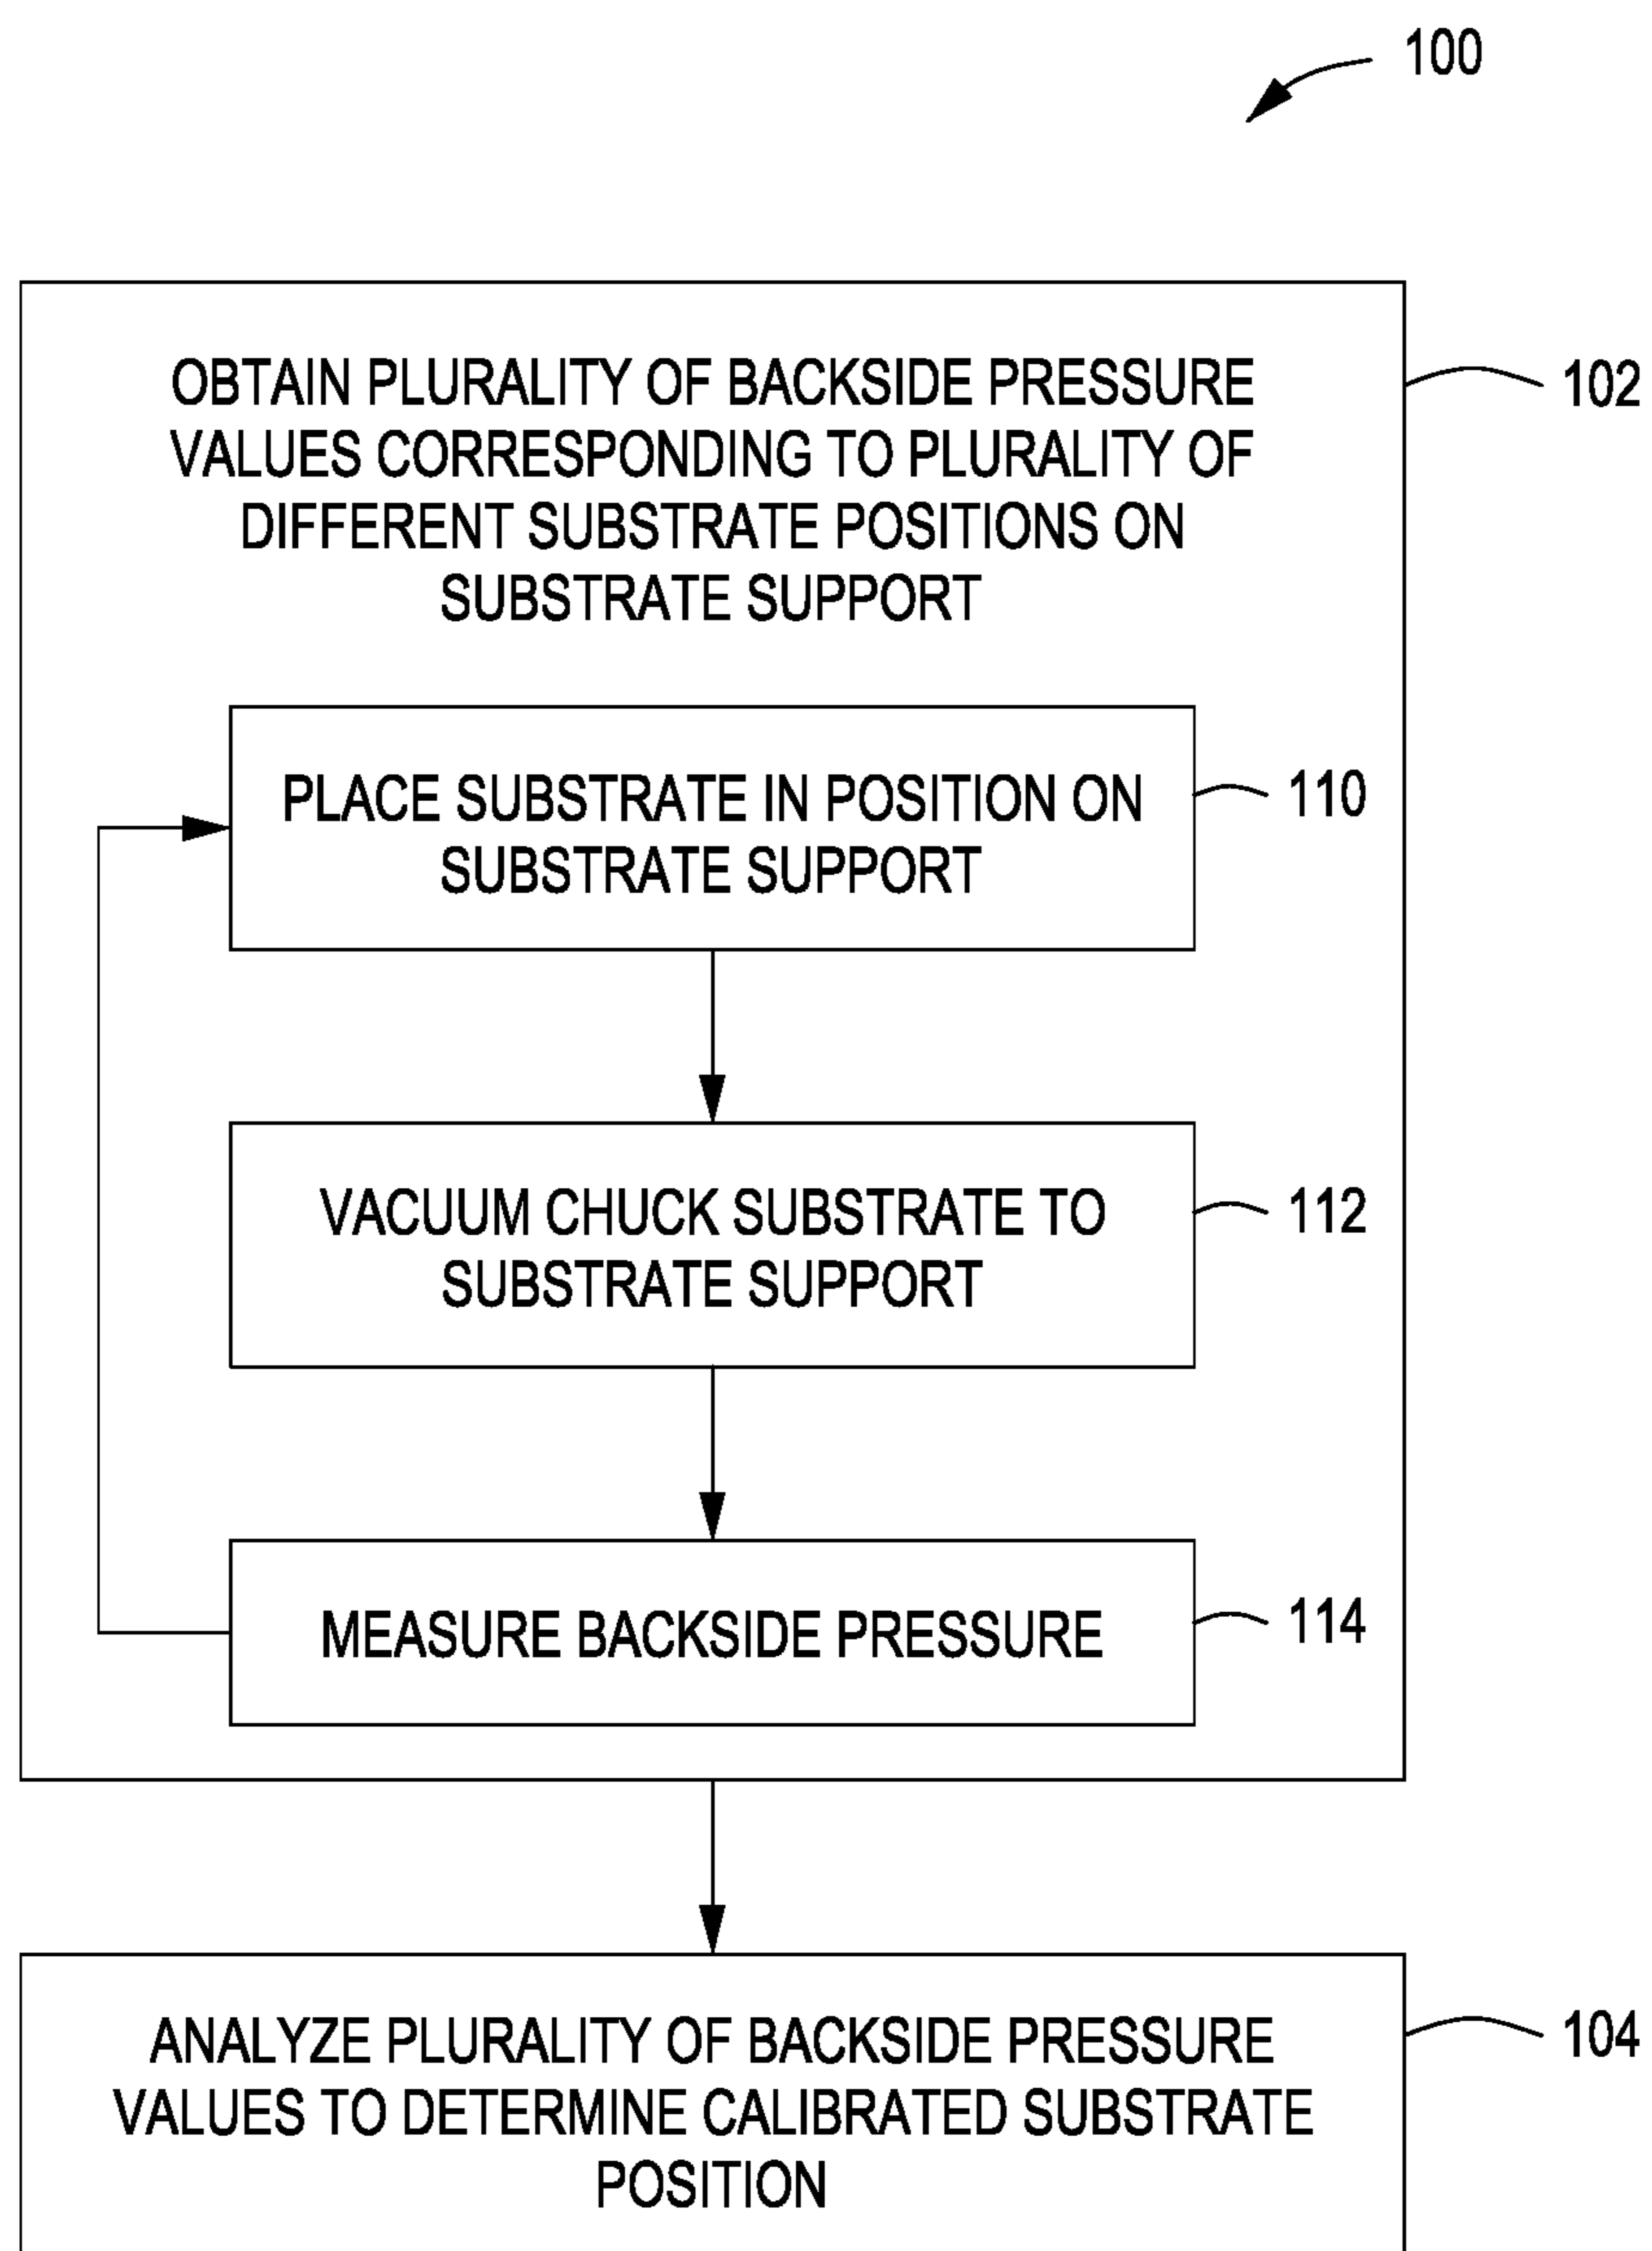 100
OBTAIN PLURALITY OF BACKSIDE PRESSURE
VALUES CORRESPONDING TO PLURALITY OF
DIFFERENT SUBSTRATE POSITIONS ON
SUBSTRATE SUPPORT
102
PLACE SUBSTRATE IN POSITION ON
SUBSTRATE SUPPORT
110
VACUUM CHUCK SUBSTRATE TO
SUBSTRATE SUPPORT
112
MEASURE BACKSIDE PRESSURE
114
ANALYZE PLURALITY OF BACKSIDE PRESSURE
VALUES TO DETERMINE CALIBRATED SUBSTRATE
POSITION
104